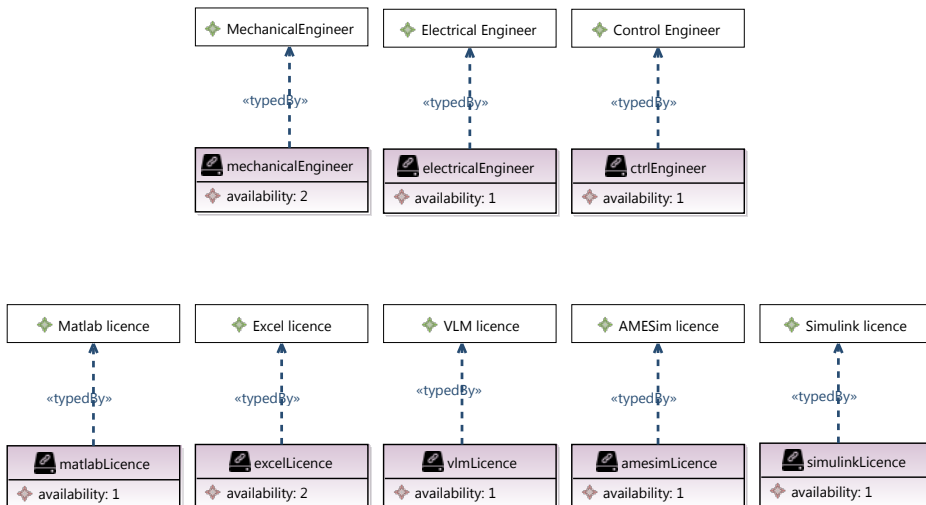 MechanicalEngineer
Electrical Engineer
Control Engineer
«typedBy»
«typedBy»
«typedBy»
mechanicalEngineer
electricalEngineer
ctrlEngineer
availability: 2
availability: 1
availability: 1
Matlab licence
Excel licence
VLM licence
AMESim licence
Simulink licence
«typedBy»
«typedBy»
«typedBy»
«typedBy»
«typedBy»
matlabLicence
excelLicence
vlmLicence
amesimLicence
simulinkLicence
availability: 1
availability: 2
availability: 1
availability: 1
availability: 1